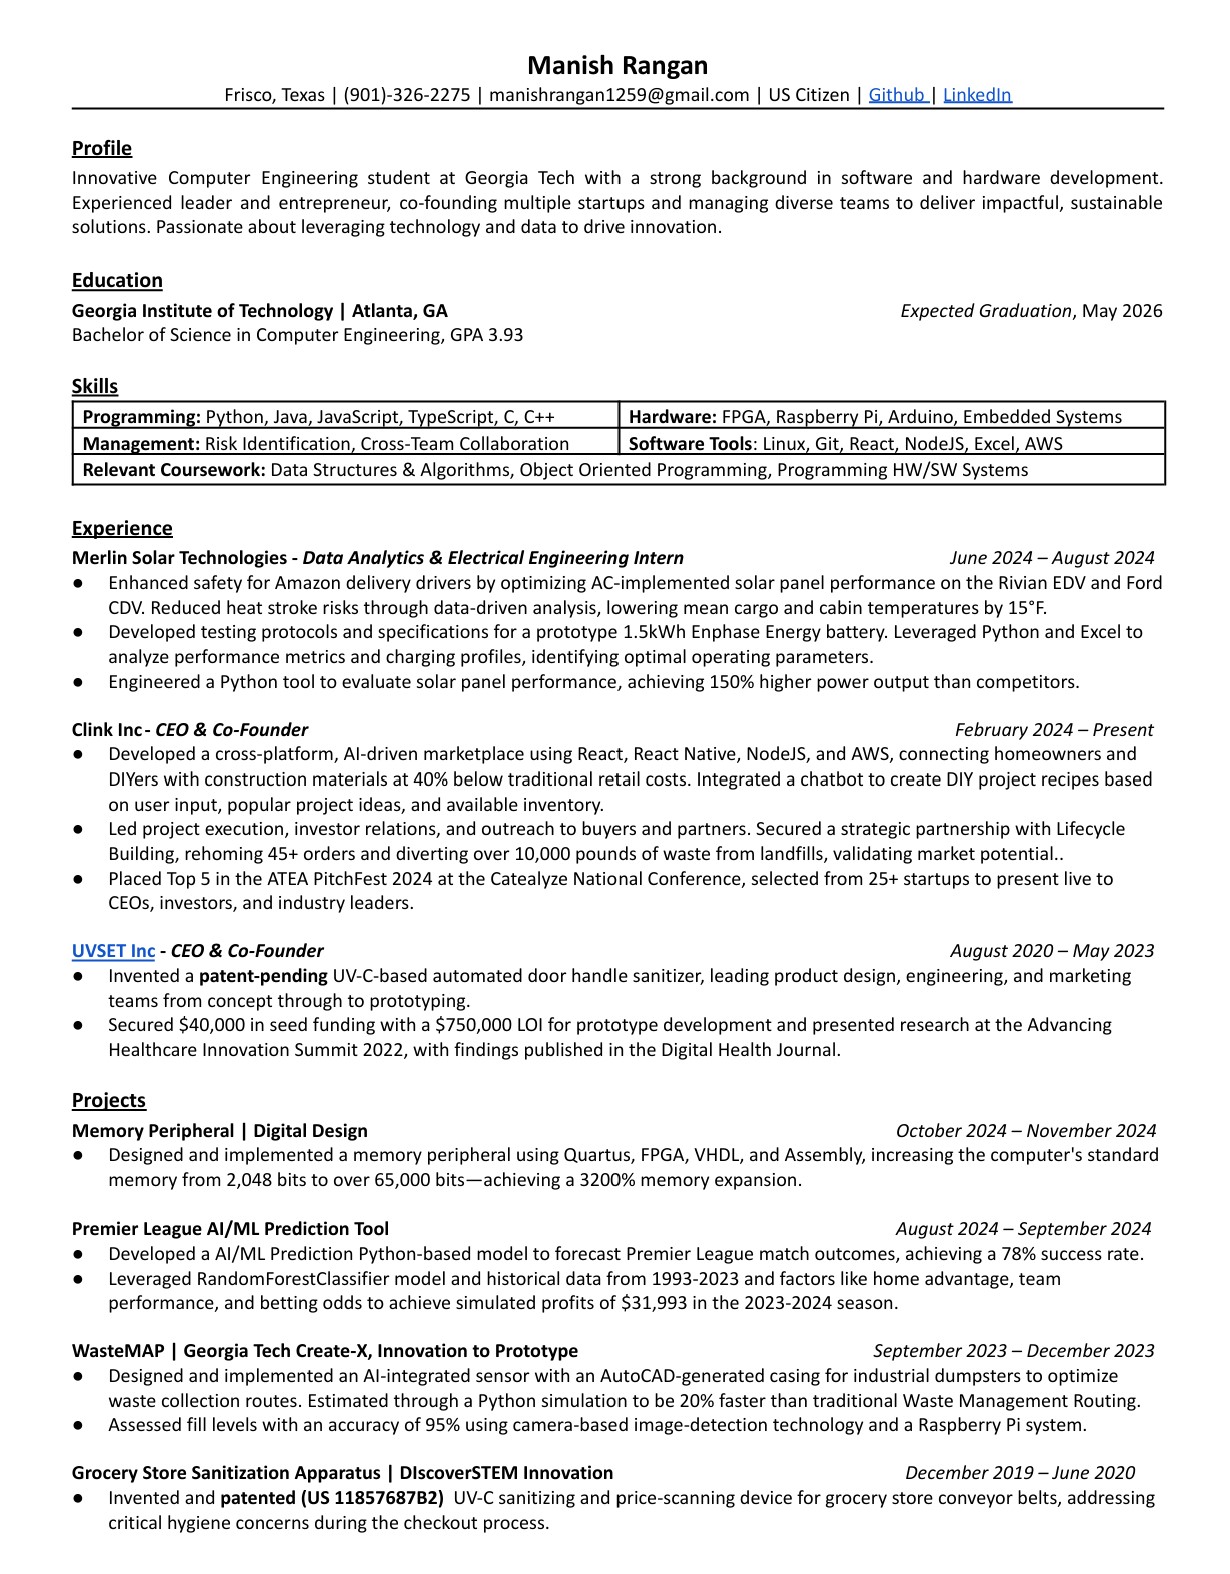 Manish Rangan
Frisco, Texas | (901)-326-2275 | manishrangan1259@gmail.com | US Citizen | Github | LinkedIn
Profile
Innovative Computer Engineering student at Georgia Tech with a strong background in software and hardware development.
Experienced leader and entrepreneur, co-founding multiple startups and managing diverse teams to deliver impactful, sustainable
solutions. Passionate about leveraging technology and data to drive innovation.
Education
Georgia Institute of Technology | Atlanta, GA Expected Graduation, May 2026
Bachelor of Science in Computer Engineering, GPA 3.93
Skills
Programming: Python, Java, JavaScript, TypeScript, C, C++ Hardware: FPGA, Raspberry Pi, Arduino, Embedded Systems
Management: Risk Identification, Cross-Team Collaboration Software Tools: Linux, Git, React, NodeJS, Excel, AWS
Relevant Coursework: Data Structures & Algorithms, Object Oriented Programming, Programming HW/SW Systems
Experience
Merlin Solar Technologies - Data Analytics & Electrical Engineering Intern June 2024 – August 2024
● Enhanced safety for Amazon delivery drivers by optimizing AC-implemented solar panel performance on the Rivian EDV and Ford
CDV. Reduced heat stroke risks through data-driven analysis, lowering mean cargo and cabin temperatures by 15°F.
● Developed testing protocols and specifications for a prototype 1.5kWh Enphase Energy battery. Leveraged Python and Excel to
analyze performance metrics and charging profiles, identifying optimal operating parameters.
● Engineered a Python tool to evaluate solar panel performance, achieving 150% higher power output than competitors.
Clink Inc - CEO & Co-Founder February 2024 – Present
● Developed a cross-platform, AI-driven marketplace using React, React Native, NodeJS, and AWS, connecting homeowners and
DIYers with construction materials at 40% below traditional retail costs. Integrated a chatbot to create DIY project recipes based
on user input, popular project ideas, and available inventory.
● Led project execution, investor relations, and outreach to buyers and partners. Secured a strategic partnership with Lifecycle
Building, rehoming 45+ orders and diverting over 10,000 pounds of waste from landfills, validating market potential..
● Placed Top 5 in the ATEA PitchFest 2024 at the Catealyze National Conference, selected from 25+ startups to present live to
CEOs, investors, and industry leaders.
UVSET Inc - CEO & Co-Founder August 2020 – May 2023
● Invented a patent-pending UV-C-based automated door handle sanitizer, leading product design, engineering, and marketing
teams from concept through to prototyping.
● Secured $40,000 in seed funding with a $750,000 LOI for prototype development and presented research at the Advancing
Healthcare Innovation Summit 2022, with findings published in the Digital Health Journal.
Projects
Memory Peripheral | Digital Design October 2024 – November 2024
● Designed and implemented a memory peripheral using Quartus, FPGA, VHDL, and Assembly, increasing the computer's standard
memory from 2,048 bits to over 65,000 bits—achieving a 3200% memory expansion.
Premier League AI/ML Prediction Tool August 2024 – September 2024
● Developed a AI/ML Prediction Python-based model to forecast Premier League match outcomes, achieving a 78% success rate.
● Leveraged RandomForestClassifier model and historical data from 1993-2023 and factors like home advantage, team
performance, and betting odds to achieve simulated profits of $31,993 in the 2023-2024 season.
WasteMAP | Georgia Tech Create-X, Innovation to Prototype September 2023 – December 2023
● Designed and implemented an AI-integrated sensor with an AutoCAD-generated casing for industrial dumpsters to optimize
waste collection routes. Estimated through a Python simulation to be 20% faster than traditional Waste Management Routing.
● Assessed fill levels with an accuracy of 95% using camera-based image-detection technology and a Raspberry Pi system.
Grocery Store Sanitization Apparatus | DIscoverSTEM Innovation December 2019 – June 2020
● Invented and patented (US 11857687B2) UV-C sanitizing and price-scanning device for grocery store conveyor belts, addressing
critical hygiene concerns during the checkout process.